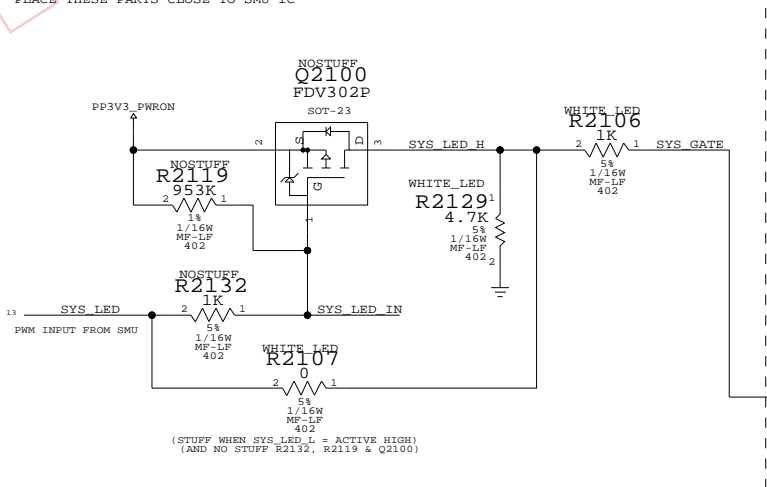 PLACE THESE PARTS CLOSE TO SMU IC
NOSTUFF
Q2100
FDV302P
SOT-23
PP3V3_PWRON
2
S
D
3
G
1
SYS_LED_H
WHITE_LED
R2106
1K
2
1
SYS_GATE
5%
1/16W
MF-LF
402
NOSTUFF
R2119
953K
2
1
1%
1/16W
MF-LF
402
WHITE_LED
R2129
1
4.7K
5%
1/16W
MF-LF
402
2
NOSTUFF
R2132
1K
13
SYS_LED
2
1
SYS_LED_IN
PWM INPUT FROM SMU
5%
1/16W
MF-LF
402
WHITE_LED
R2107
0
2
1
5%
1/16W
MF-LF
402
(STUFF WHEN SYS_LED_L = ACTIVE HIGH)
(AND NO STUFF R2132, R2119 & Q2100)